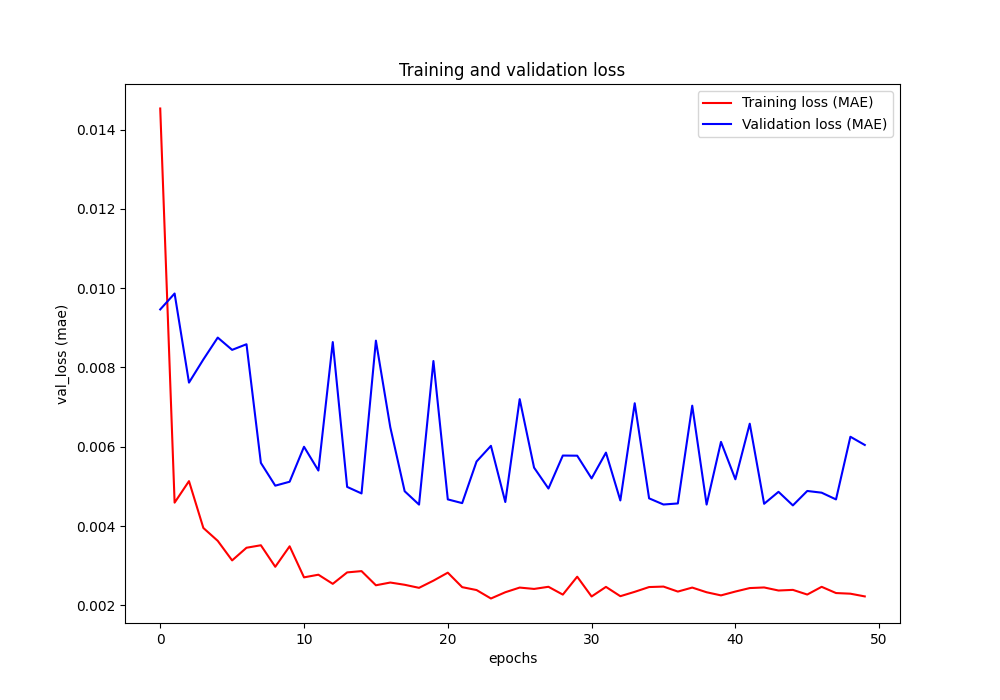 Training and validation loss
Training loss (MAE)
Validation loss (MAE)
0.014
0.012
0.010
0.008
0.006
0.004
0.002
val_loss (mae)
0 10 20 30 40 50
epochs